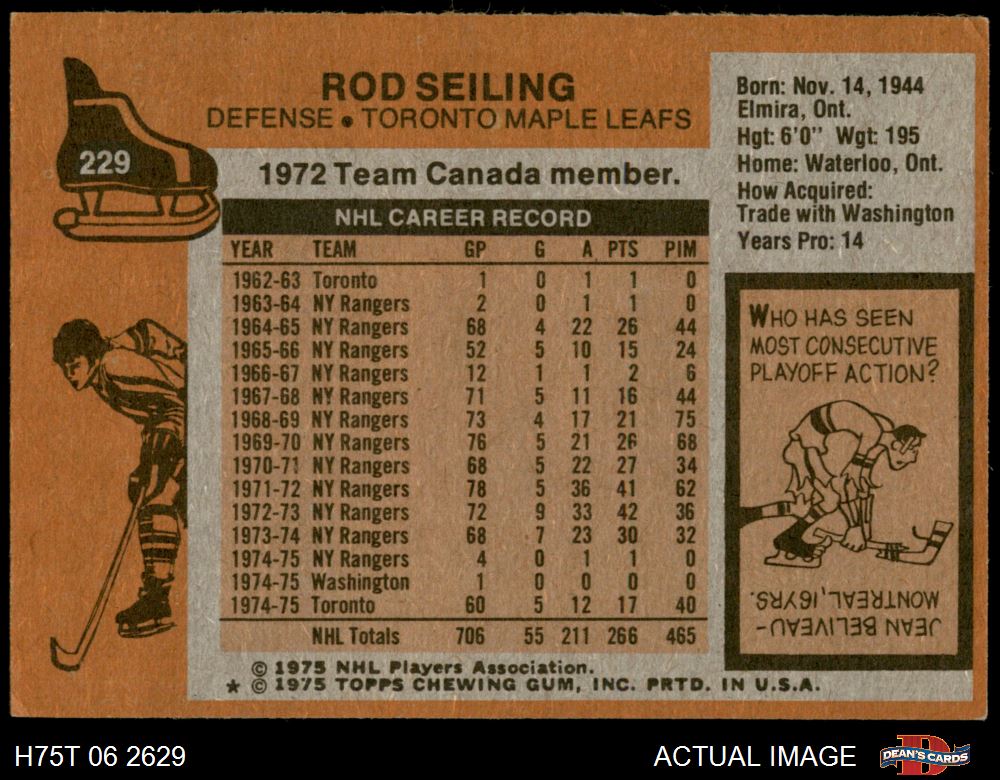 229
ROD SEILING
DEFENSE • TORONTO MAPLE LEAFS
1972 Team Canada member.
NHL CAREER RECORD
YEAR TEAM GP G A PTS PIM
1962-63 Toronto 1 0 1 1 0
1963-64 NY Rangers 2 0 1 1 0
1964-65 NY Rangers 68 4 22 26 44
1965-66 NY Rangers 52 5 10 15 24
1966-67 NY Rangers 12 1 1 2 6
1967-68 NY Rangers 71 5 11 16 44
1968-69 NY Rangers 73 4 17 21 75
1969-70 NY Rangers 76 5 21 26 68
1970-71 NY Rangers 68 5 22 27 34
1971-72 NY Rangers 78 5 36 41 62
1972-73 NY Rangers 72 9 33 42 36
1973-74 NY Rangers 68 7 23 30 32
1974-75 NY Rangers 4 0 1 1 0
1974-75 Washington 1 0 0 0 0
1974-75 Toronto 60 5 12 17 40
NHL Totals 706 55 211 266 465
© 1975 NHL Players Association.
★ © 1975 TOPPS CHEWING GUM, INC. PRTD. IN U.S.A.
Born: Nov. 14, 1944
Elmira, Ont.
Hgt: 6'0" Wgt: 195
Home: Waterloo, Ont.
How Acquired:
Trade with Washington
Years Pro: 14
WHO HAS SEEN
MOST CONSECUTIVE
PLAYOFF ACTION?
JEAN BELIVEAU-
MONTREAL, 16 YRS.
H75T 06 2629
ACTUAL IMAGE
DEAN'S CARDS